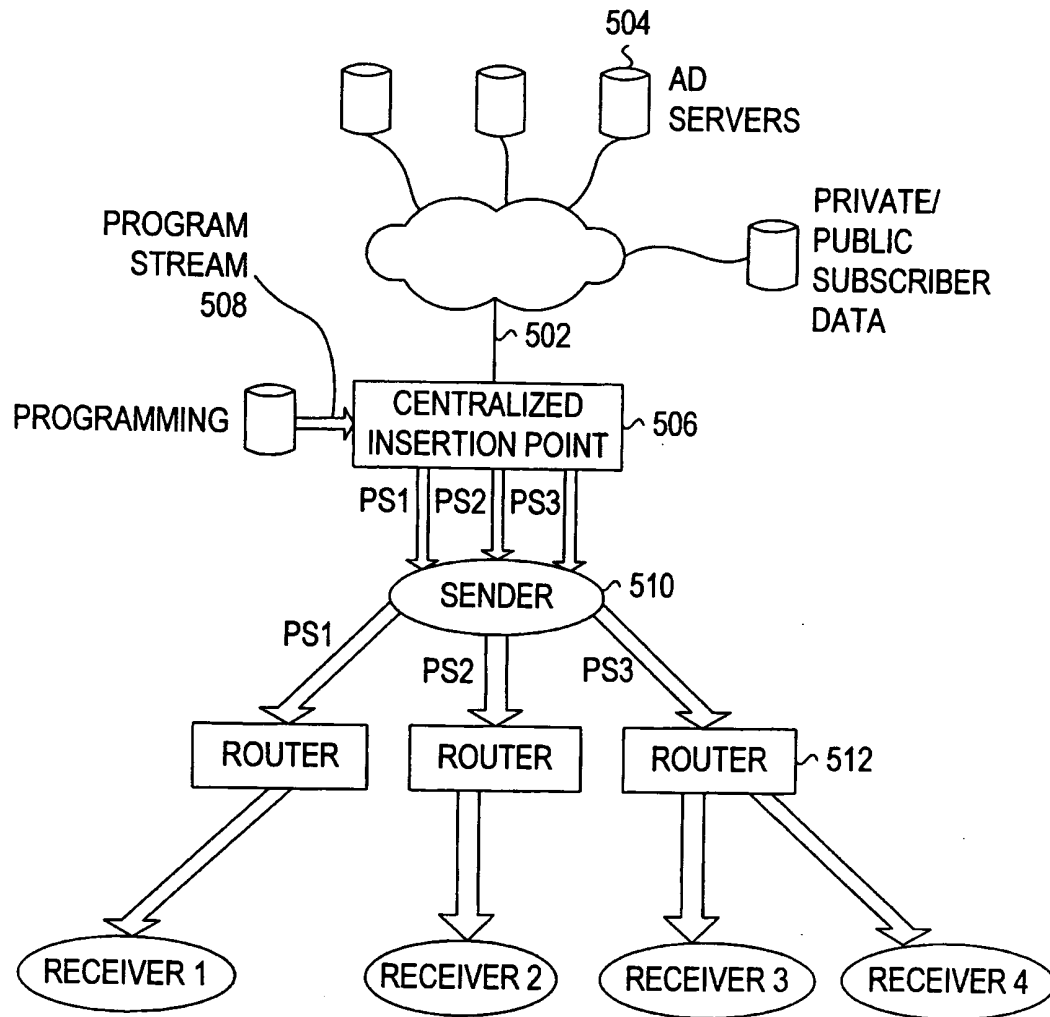 504
AD
SERVERS
PRIVATE/
PUBLIC
SUBSCRIBER
DATA
PROGRAM
STREAM
508
502
PROGRAMMING
CENTRALIZED
INSERTION POINT
506
PS1
PS2
PS3
SENDER
510
PS1
PS2
PS3
ROUTER
ROUTER
ROUTER
512
RECEIVER 1
RECEIVER 2
RECEIVER 3
RECEIVER 4